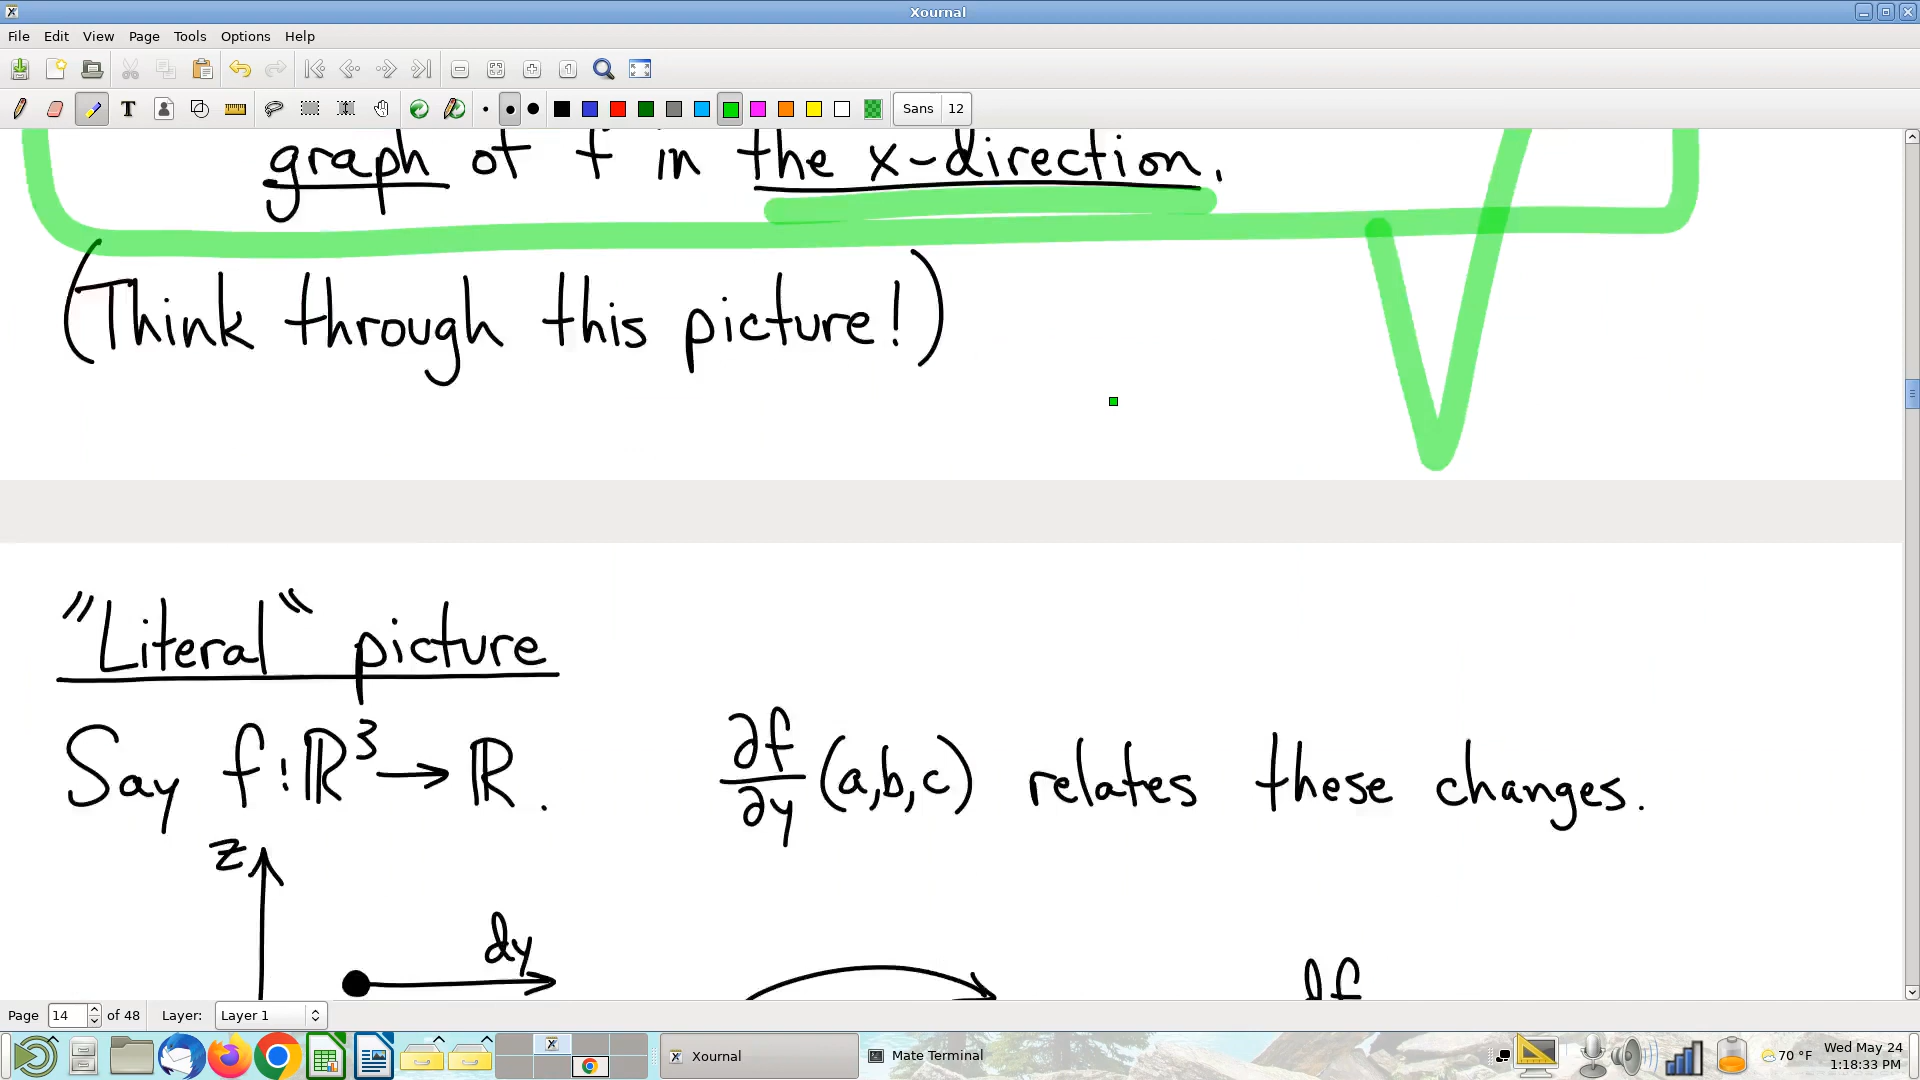 Xournal
File Edit View Page Tools Options Help
Sans 12
graph of f in the x-direction.
(Think through this picture!)
"Literal" picture
Say f:ℝ³→ℝ.
∂f/∂y (a,b,c) relates these changes.
z
dy
df
Page 14 of 48 Layer: Layer 1
Xournal
Mate Terminal
70 °F
Wed May 24
1:18:33 PM